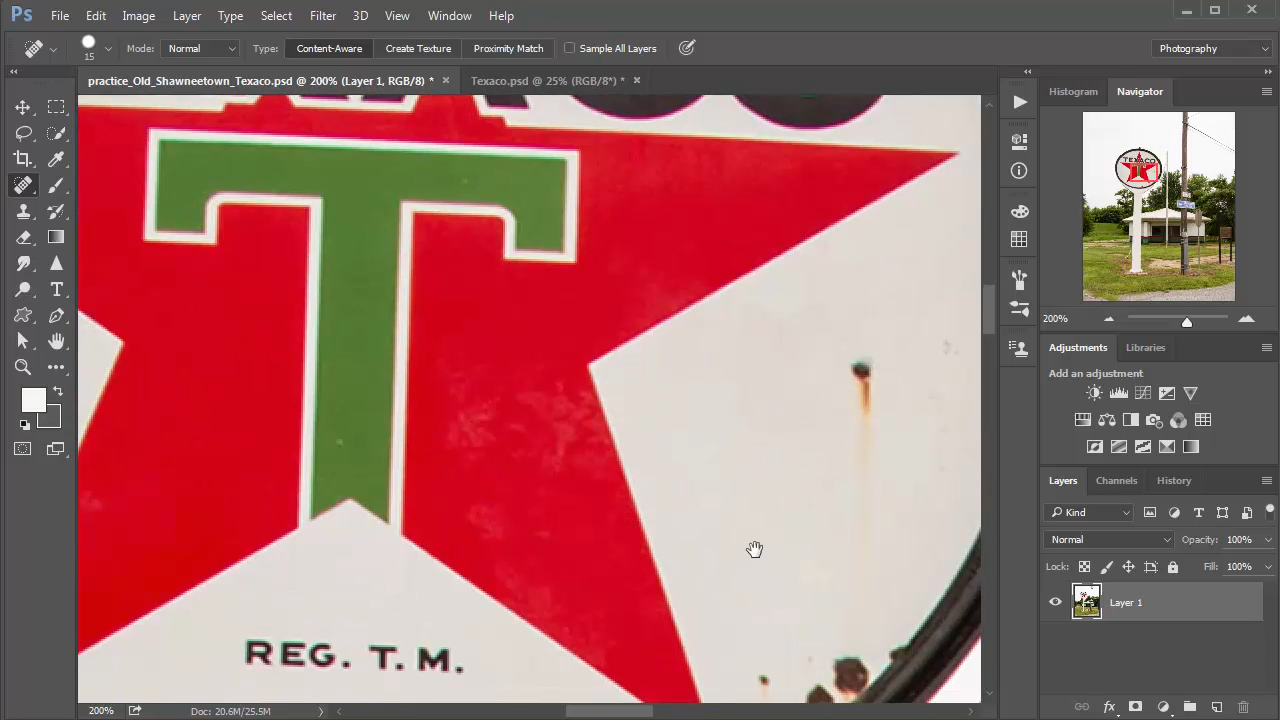 Ps File Edit Image Layer Type Select Filter 3D View Window Help
15 Mode: Normal Type: Content-Aware Create Texture Proximity Match Sample All Layers Photography
practice_Old_Shawneetown_Texaco.psd @ 200% (Layer 1, RGB/8) * × Texaco.psd @ 25% (RGB/8*) * ×
Histogram Navigator
TEXACO
T
200%
Adjustments Libraries
Add an adjustment
Layers Channels History
Kind
Normal Opacity: 100%
Lock: Fill: 100%
Layer 1
REG. T. M.
200% Doc: 20.6M/25.5M
fx